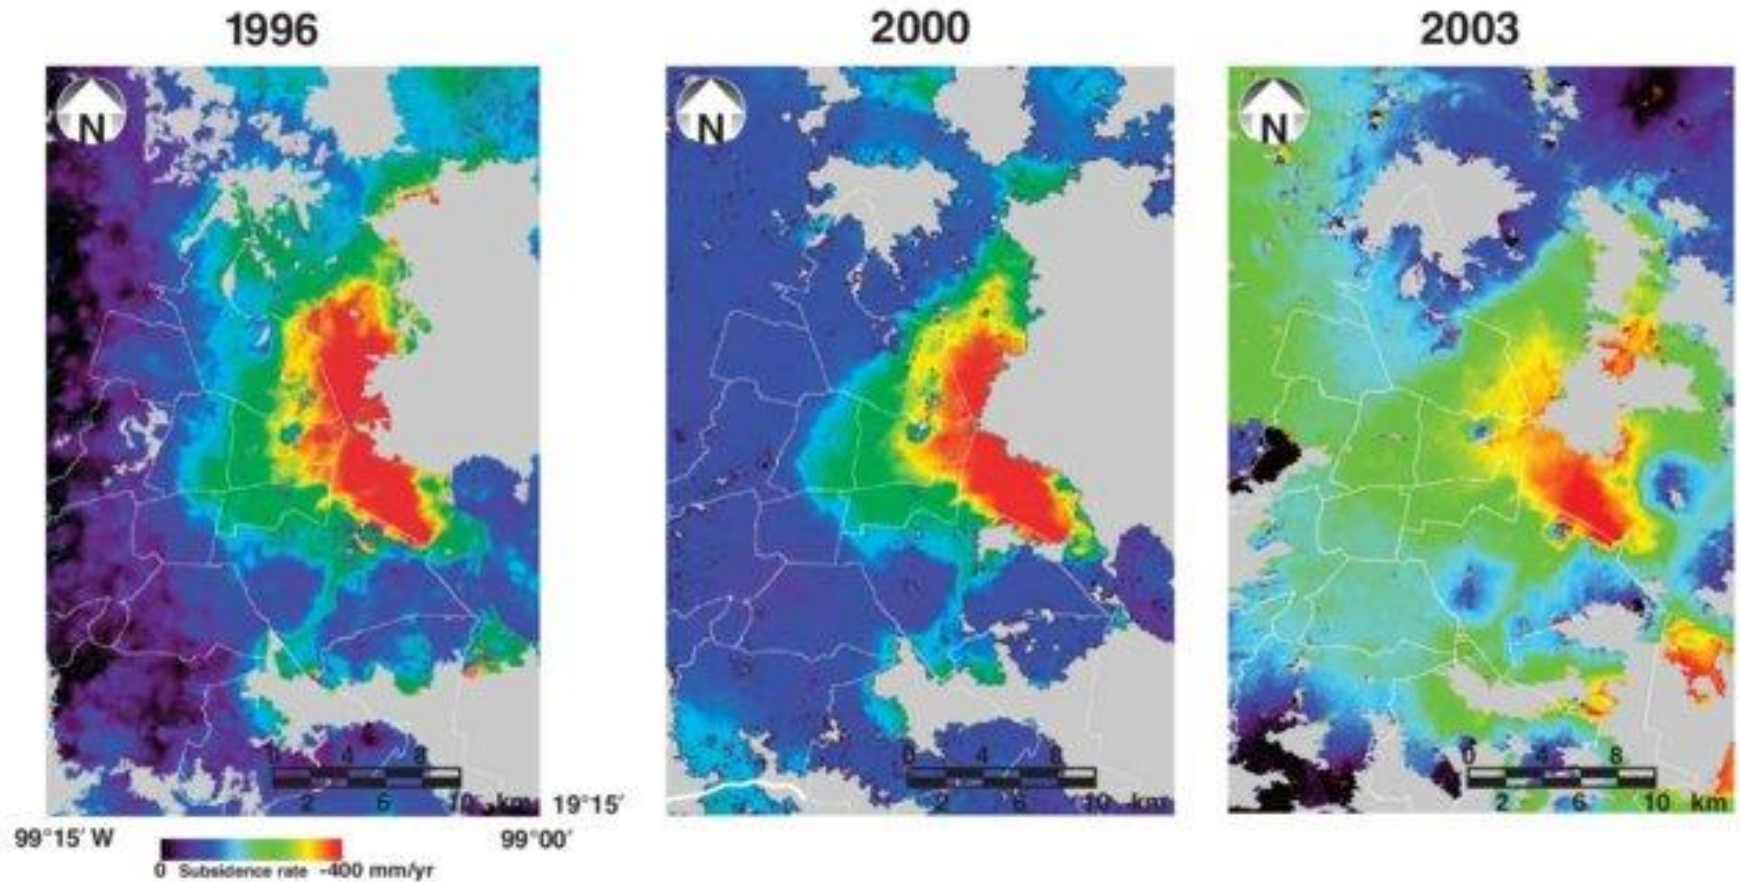 1996 2000 2003
N N N
0 4 8 0 4 8 0 4 8
2 6 10 km 2 6 10 km 2 6 10 km
19°15′
99°15′ W 99°00′
0 Subsidence rate -400 mm/yr